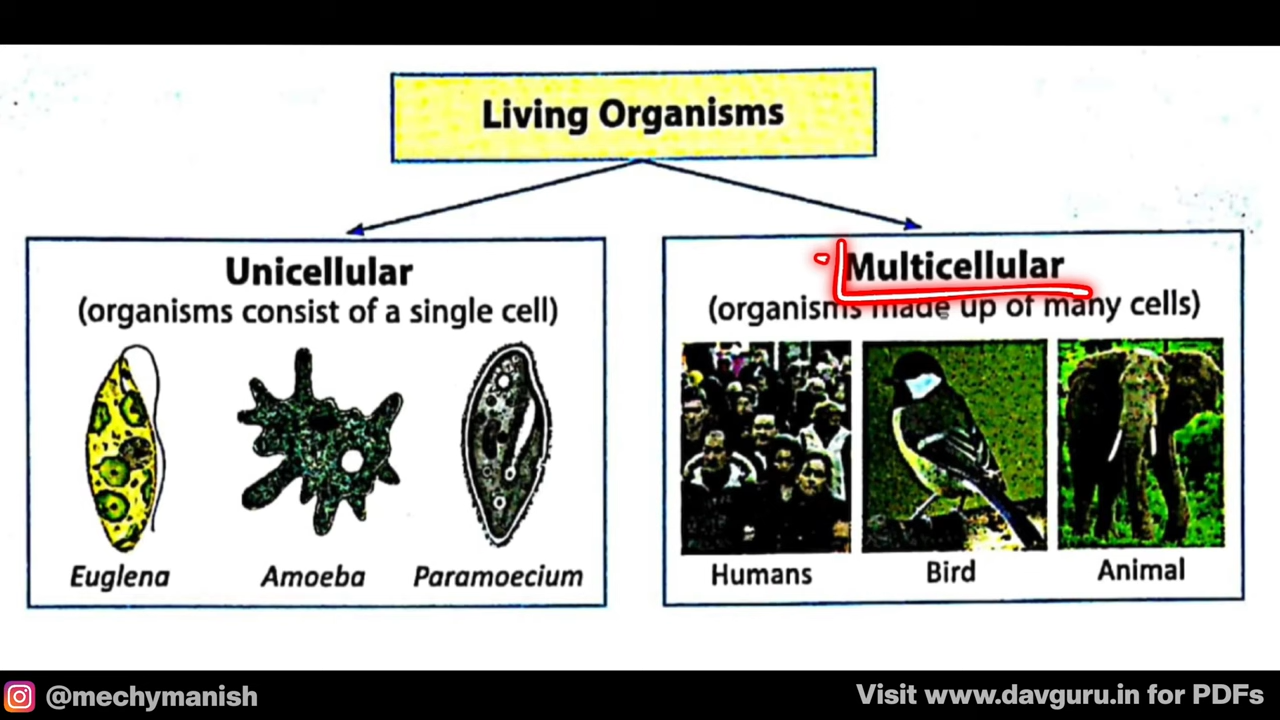 Living Organisms
Unicellular
(organisms consist of a single cell)
Euglena
Amoeba
Paramoecium
Multicellular
(organisms made up of many cells)
Humans
Bird
Animal
@mechymanish
Visit www.davguru.in for PDFs